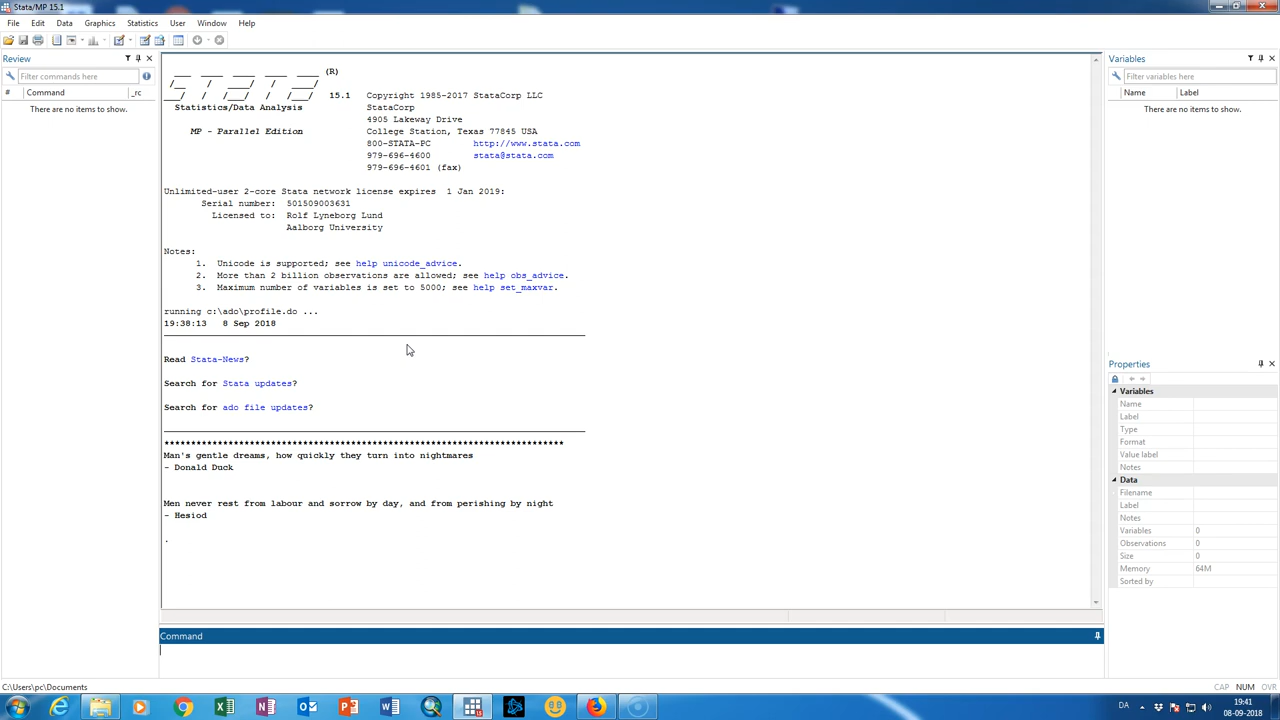 Stata/MP 15.1
File Edit Data Graphics Statistics User Window Help
Review
Filter commands here
# Command _rc
There are no items to show.
(R)
15.1 Copyright 1985-2017 StataCorp LLC
Statistics/Data Analysis StataCorp
4905 Lakeway Drive
MP - Parallel Edition College Station, Texas 77845 USA
800-STATA-PC http://www.stata.com
979-696-4600 stata@stata.com
979-696-4601 (fax)
Unlimited-user 2-core Stata network license expires 1 Jan 2019:
Serial number: 501509003631
Licensed to: Rolf Lyneborg Lund
Aalborg University
Notes:
1. Unicode is supported; see help unicode_advice.
2. More than 2 billion observations are allowed; see help obs_advice.
3. Maximum number of variables is set to 5000; see help set_maxvar.
running c:\ado\profile.do ...
19:38:13 8 Sep 2018
Read Stata-News?
Search for Stata updates?
Search for ado file updates?
***************************************************************************
Man's gentle dreams, how quickly they turn into nightmares
- Donald Duck
Men never rest from labour and sorrow by day, and from perishing by night
- Hesiod
.
Command
Variables
Filter variables here
Name Label
There are no items to show.
Properties
Variables
Name
Label
Type
Format
Value label
Notes
Data
Filename
Label
Notes
Variables 0
Observations 0
Size 0
Memory 64M
Sorted by
C:\Users\pc\Documents
CAP NUM OVR
DA
19:41
08-09-2018